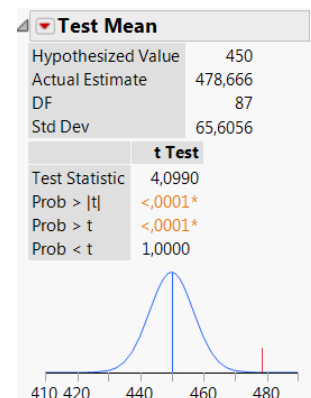 Test Mean
Hypothesized Value 450
Actual Estimate 478,666
DF 87
Std Dev 65,6056
t Test
Test Statistic 4,0990
Prob > |t| <,0001*
Prob > t <,0001*
Prob < t 1,0000
410 420 440 460 480